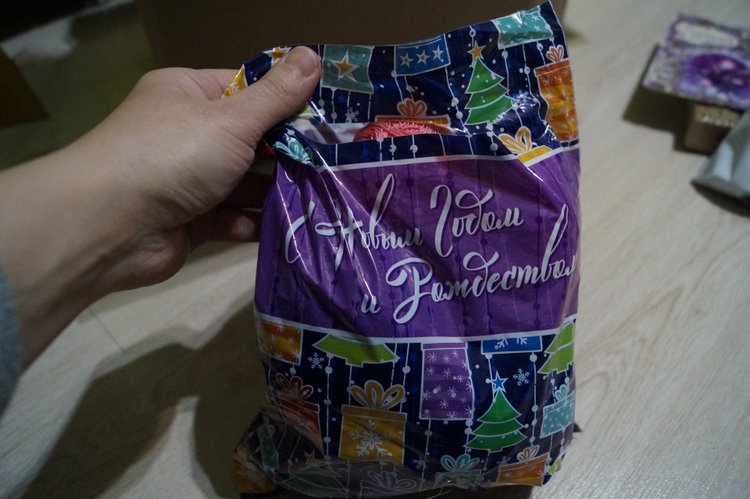 С Новым Годом
и Рождеством